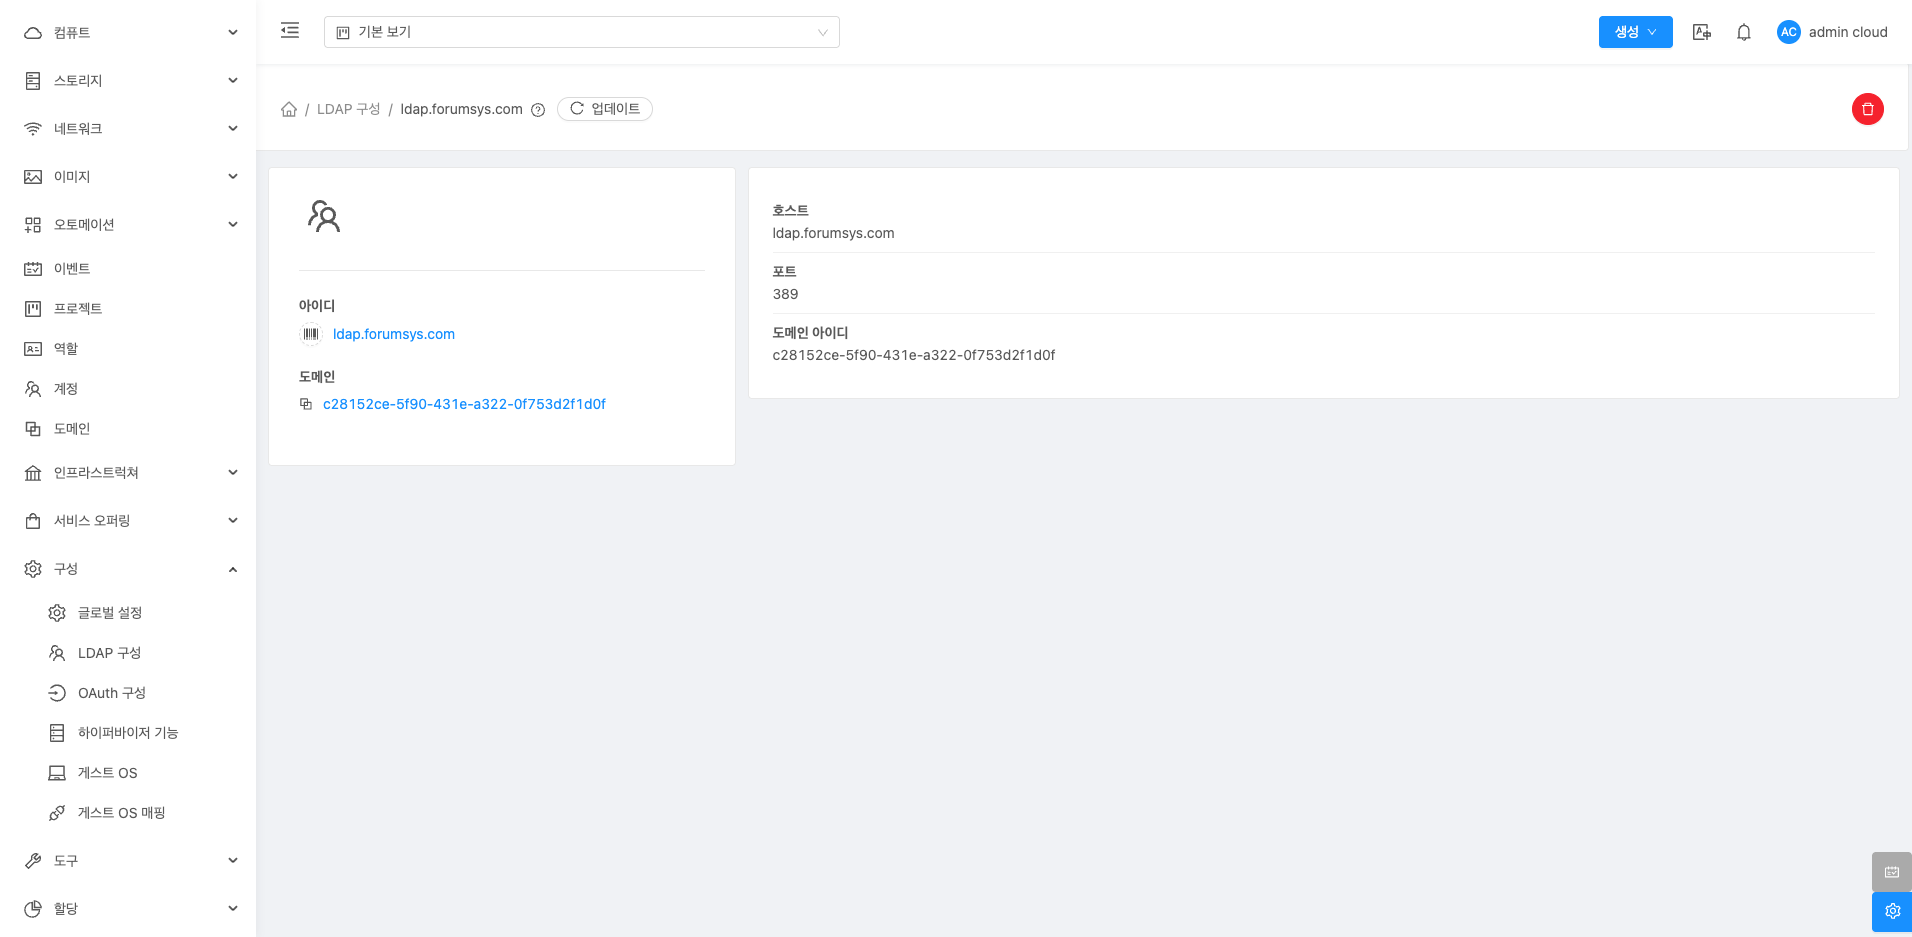 컴퓨트
스토리지
네트워크
이미지
오토메이션
이벤트
프로젝트
역할
계정
도메인
인프라스트럭쳐
서비스 오퍼링
구성
글로벌 설정
LDAP 구성
OAuth 구성
하이퍼바이저 기능
게스트 OS
게스트 OS 매핑
도구
할당
기본 보기
생성
AC admin cloud
/ LDAP 구성 / ldap.forumsys.com 업데이트
아이디
ldap.forumsys.com
도메인
c28152ce-5f90-431e-a322-0f753d2f1d0f
호스트
ldap.forumsys.com
포트
389
도메인 아이디
c28152ce-5f90-431e-a322-0f753d2f1d0f